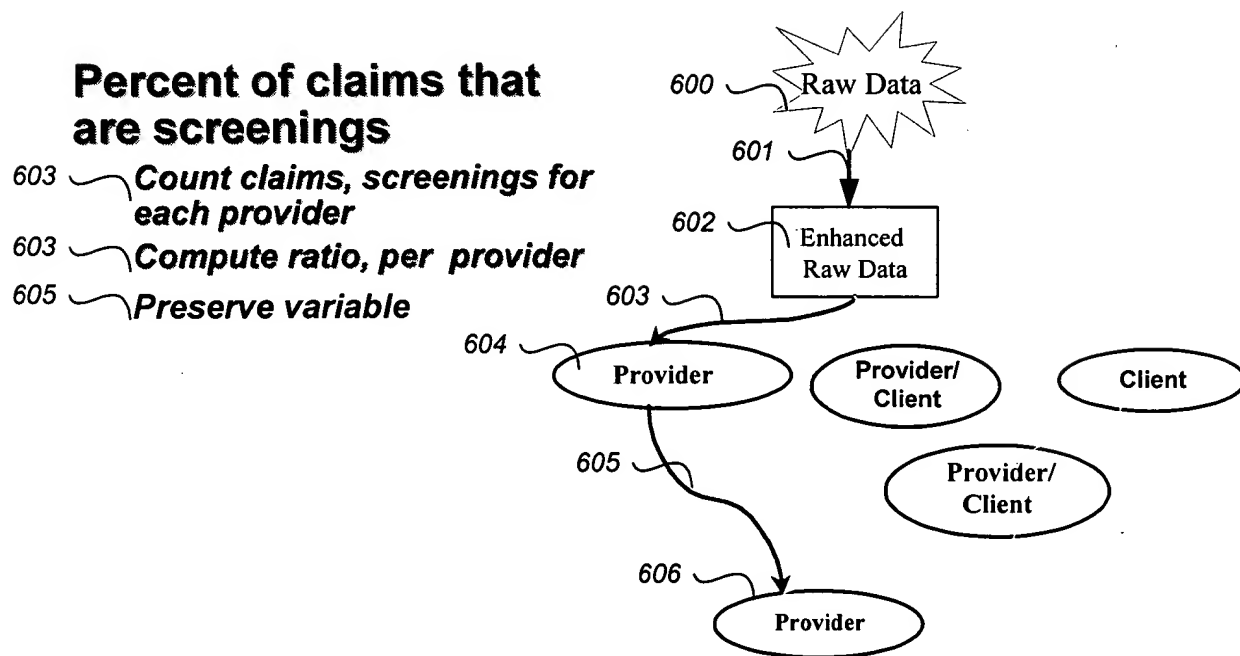 Percent of claims that
are screenings
603 Count claims, screenings for
each provider
603 Compute ratio, per provider
605 Preserve variable
600 Raw Data
601
602 Enhanced
Raw Data
603
604 Provider
Provider/
Client
Client
605
Provider/
Client
606
Provider